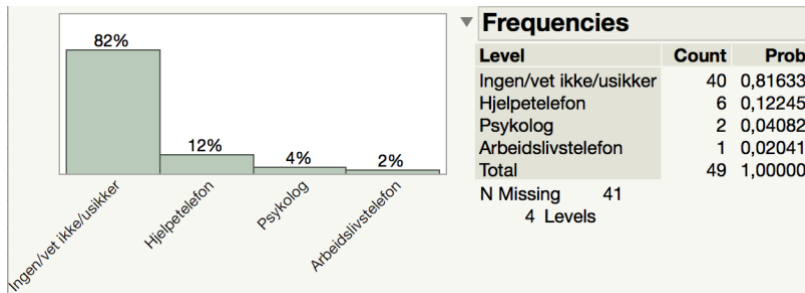 82%
12%
4%
2%
Ingen/vet ikke/usikker
Hjelpetelefon
Psykolog
Arbeidslivstelefon
Frequencies
Level Count Prob
Ingen/vet ikke/usikker 40 0,81633
Hjelpetelefon 6 0,12245
Psykolog 2 0,04082
Arbeidslivstelefon 1 0,02041
Total 49 1,00000
N Missing 41
4 Levels